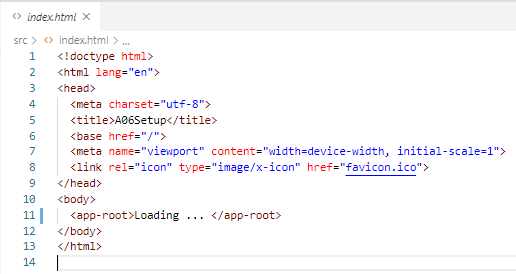 index.html ×
src > index.html > ...
1 <!doctype html>
2 <html lang="en">
3 <head>
4   <meta charset="utf-8">
5   <title>A06Setup</title>
6   <base href="/">
7   <meta name="viewport" content="width=device-width, initial-scale=1">
8   <link rel="icon" type="image/x-icon" href="favicon.ico">
9 </head>
10 <body>
11   <app-root>Loading ... </app-root>
12 </body>
13 </html>
14